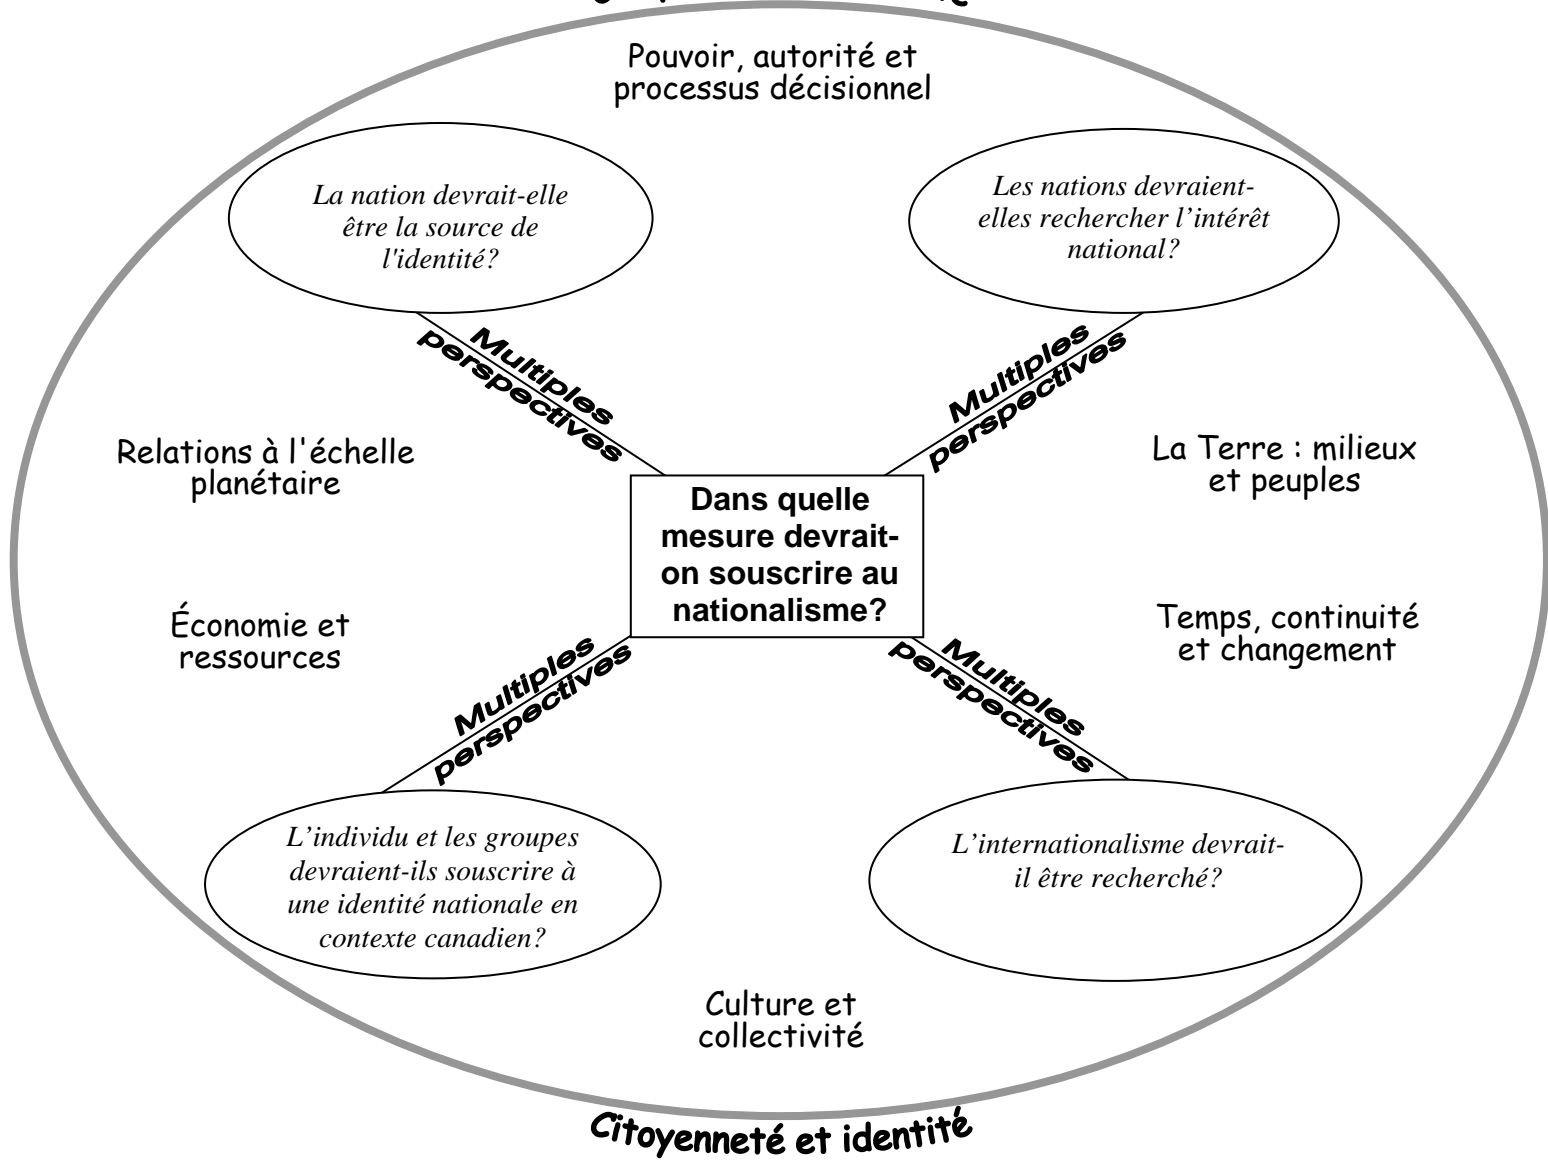 Pouvoir, autorité et
processus décisionnel
La nation devrait-elle
être la source de
l'identité?
Les nations devraient-
elles rechercher l’intérêt
national?
Multiples
perspectives
Multiples
perspectives
Relations à l'échelle
planétaire
La Terre : milieux
et peuples
Dans quelle
mesure devrait-
on souscrire au
nationalisme?
Économie et
ressources
Temps, continuité
et changement
Multiples
perspectives
Multiples
perspectives
L’individu et les groupes
devraient-ils souscrire à
une identité nationale en
contexte canadien?
L’internationalisme devrait-
il être recherché?
Culture et
collectivité
Citoyenneté et identité